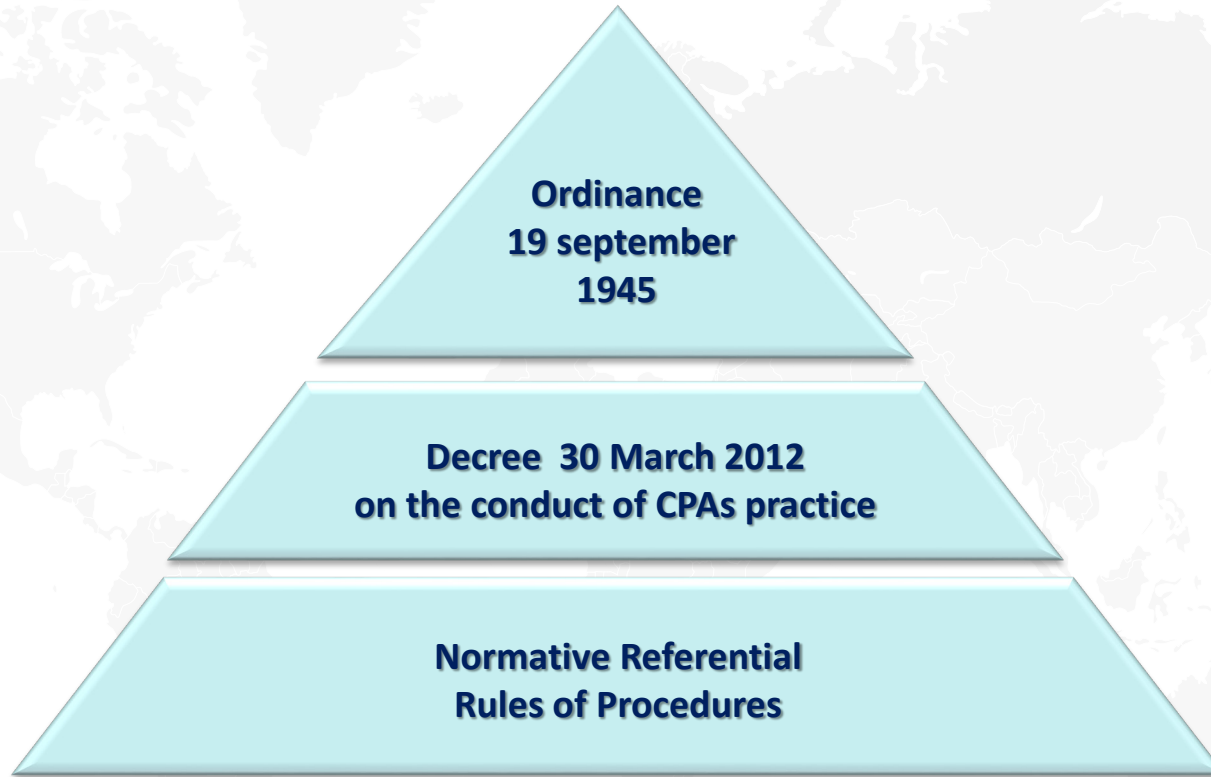 Ordinance
19 september
1945
Decree 30 March 2012
on the conduct of CPAs practice
Normative Referential
Rules of Procedures